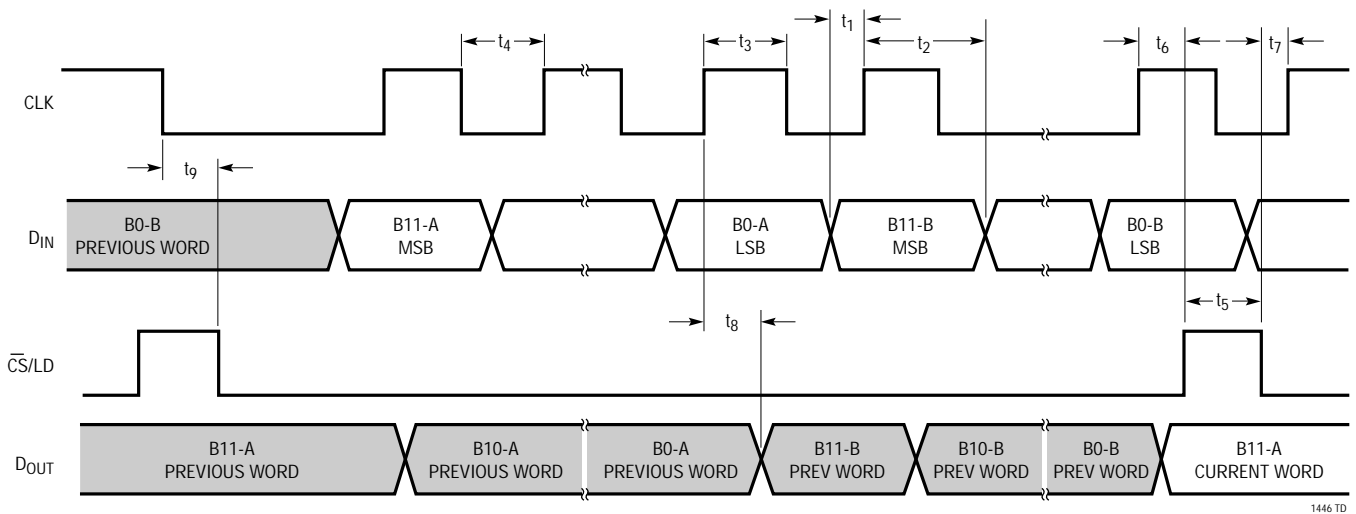 t1
t4
t3
t2
t6
t7
CLK
t9
DIN
B0-B
PREVIOUS WORD
B11-A
MSB
B0-A
LSB
B11-B
MSB
B0-B
LSB
t8
t5
CS/LD
DOUT
B11-A
PREVIOUS WORD
B10-A
PREVIOUS WORD
B0-A
PREVIOUS WORD
B11-B
PREV WORD
B10-B
PREV WORD
B0-B
PREV WORD
B11-A
CURRENT WORD
1446 TD